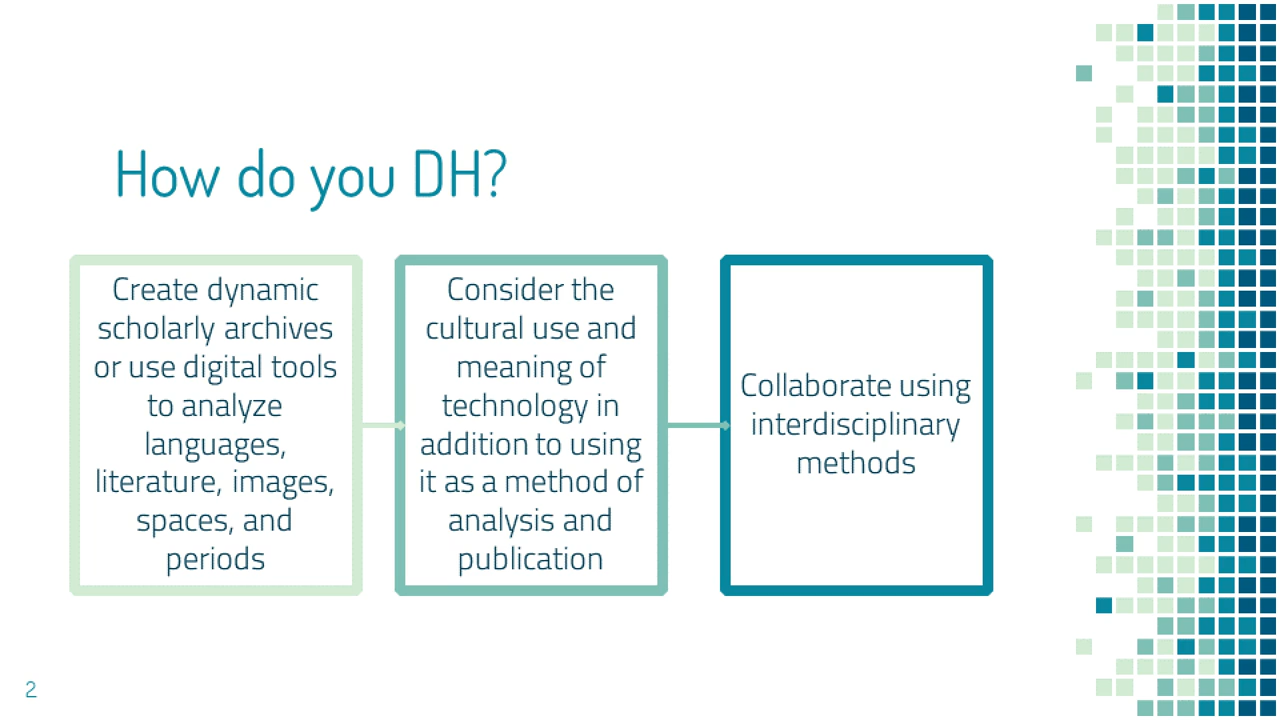 How do you DH?
Create dynamic
scholarly archives
or use digital tools
to analyze
languages,
literature, images,
spaces, and
periods
Consider the
cultural use and
meaning of
technology in
addition to using
it as a method of
analysis and
publication
Collaborate using
interdisciplinary
methods
2